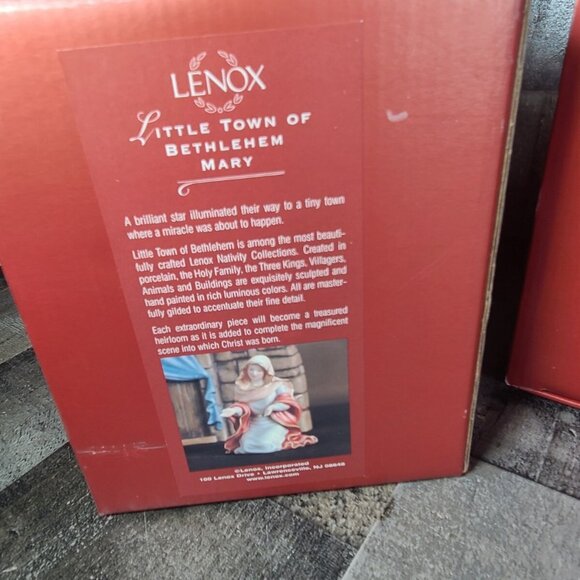 LENOX
LITTLE TOWN OF
BETHLEHEM
MARY
A brilliant star illuminated their way to a tiny town
where a miracle was about to happen.
Little Town of Bethlehem is among the most beauti-
fully crafted Lenox Nativity Collections. Created in
porcelain, the Holy Family, the Three Kings, Villagers,
Animals and Buildings are exquisitely sculpted and
hand painted in rich luminous colors. All are master-
fully gilded to accentuate their fine detail.
Each extraordinary piece will become a treasured
heirloom as it is added to complete the magnificent
scene into which Christ was born.
©Lenox, Incorporated
100 Lenox Drive • Lawrenceville, NJ 08648
www.lenox.com